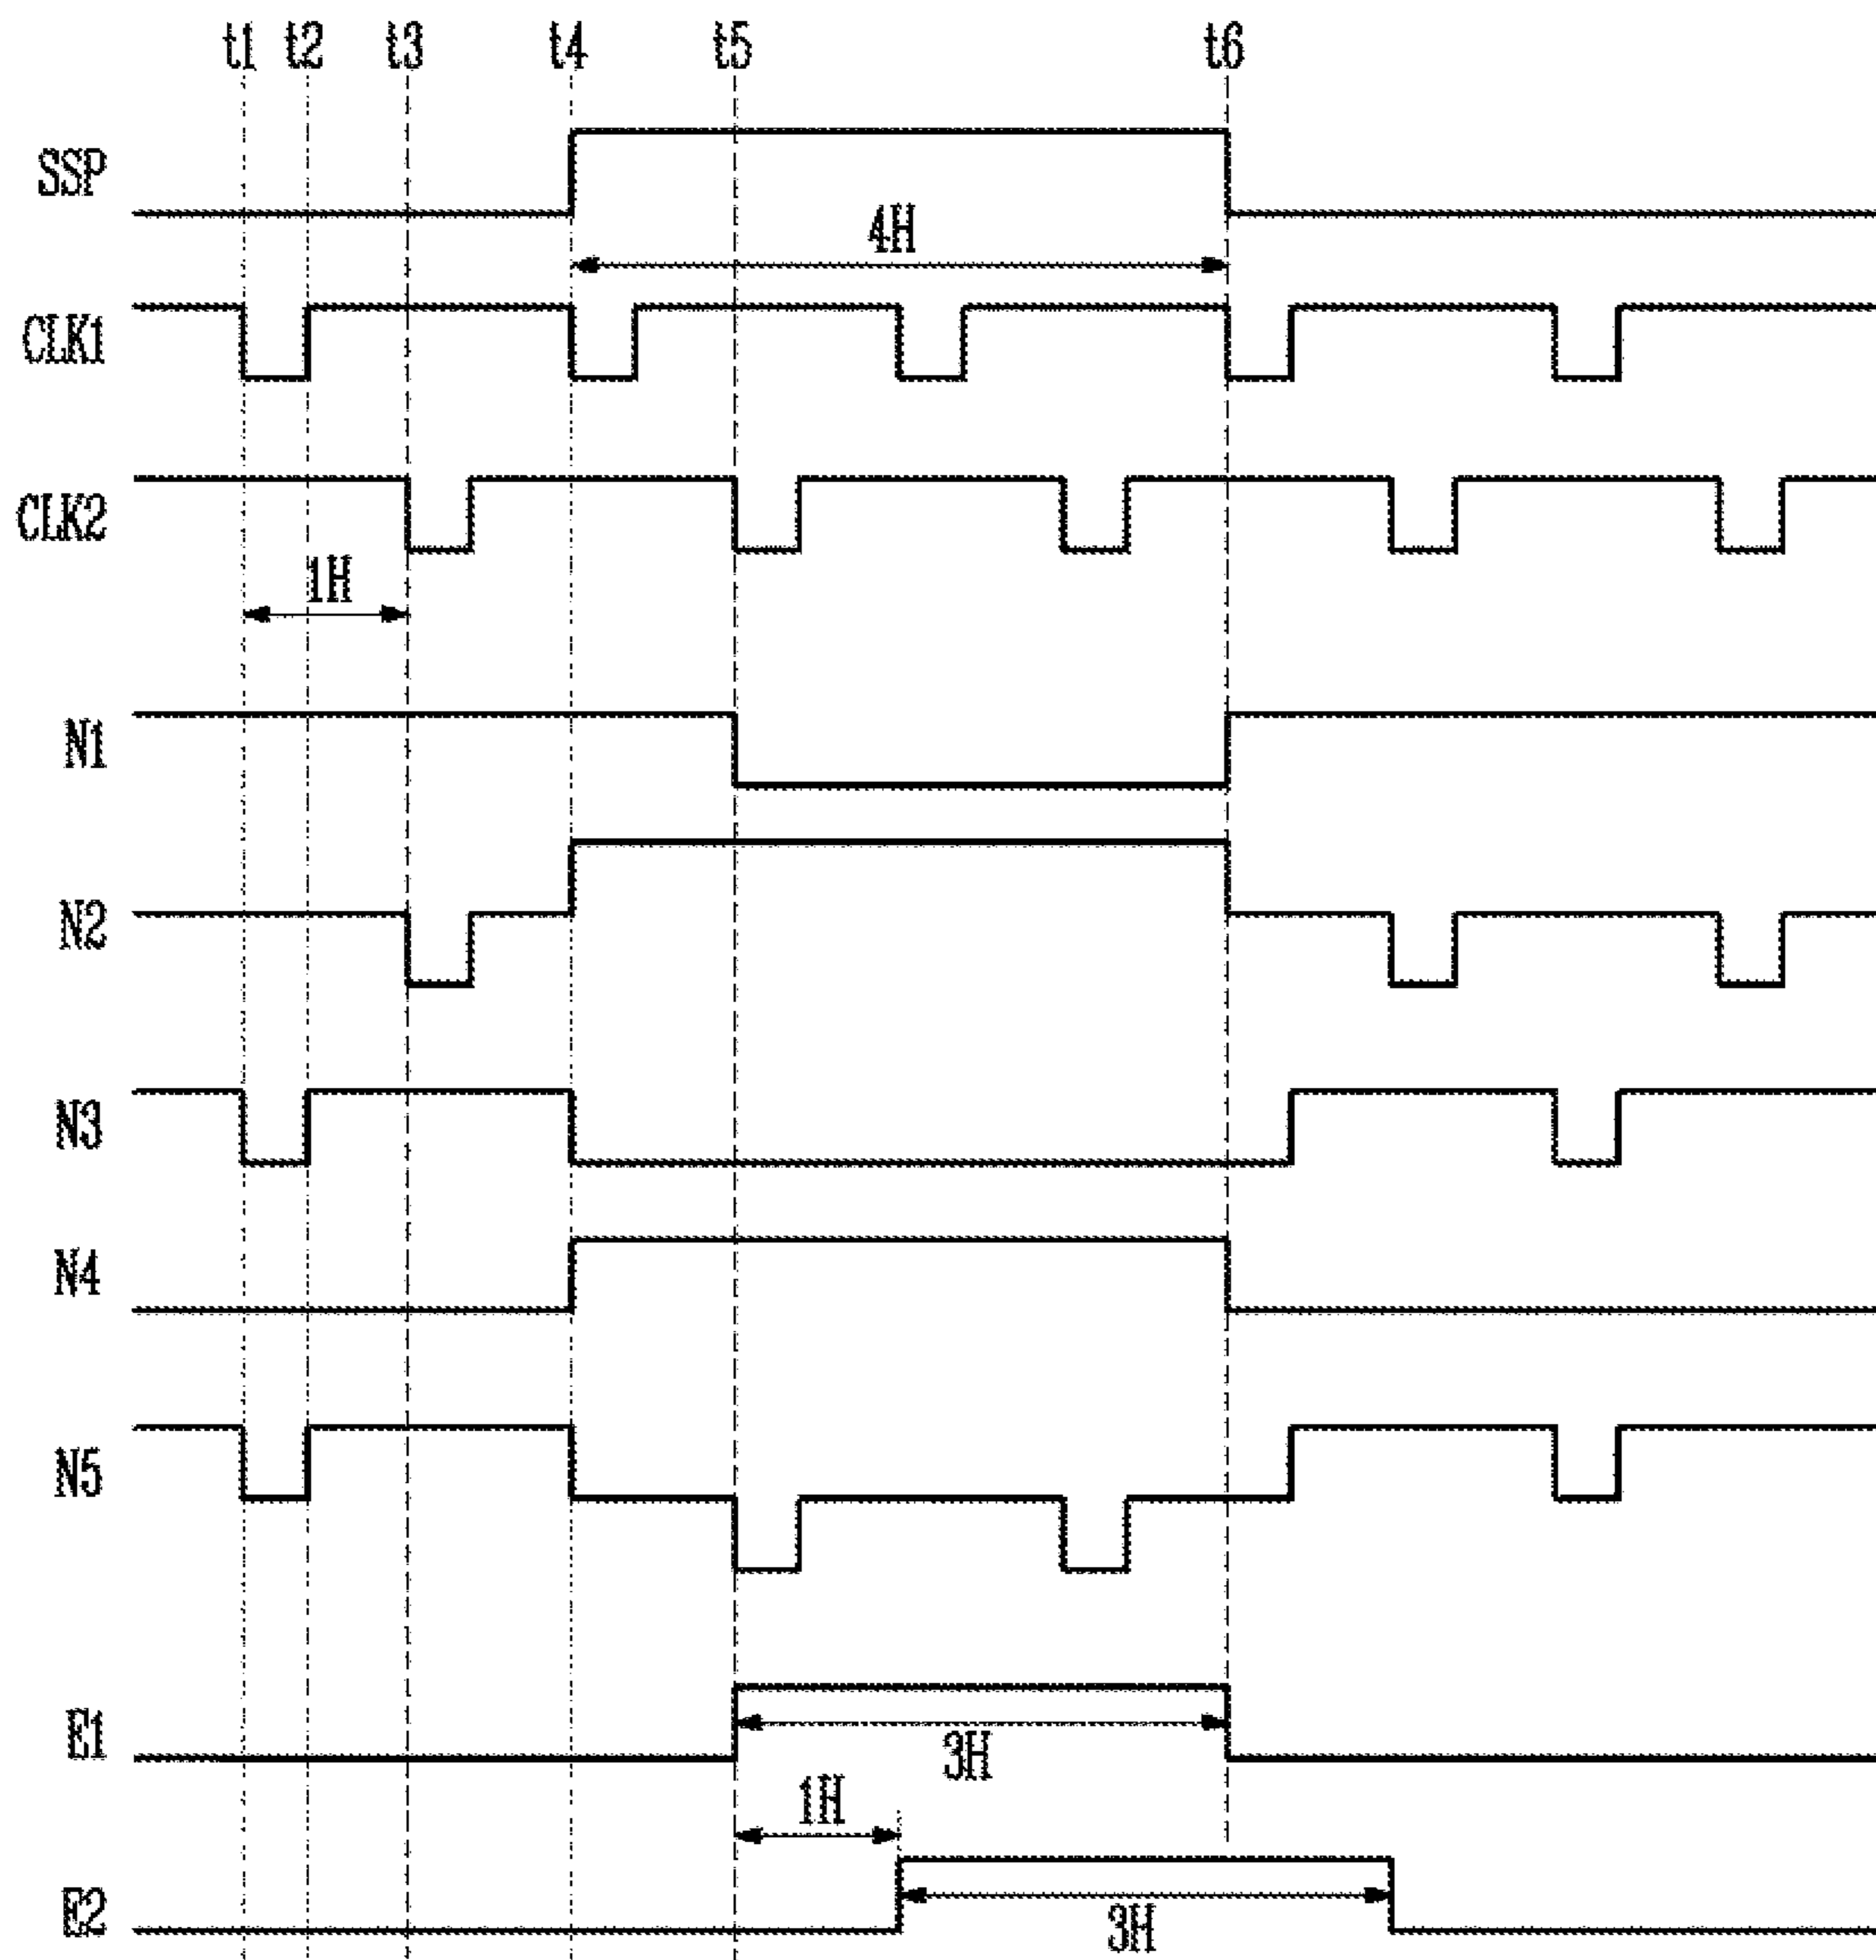 t1 t2 t3 t4 t5 t6
SSP
4H
CLK1
CLK2
1H
N1
N2
N3
N4
N5
E1
3H
1H
E2
3H